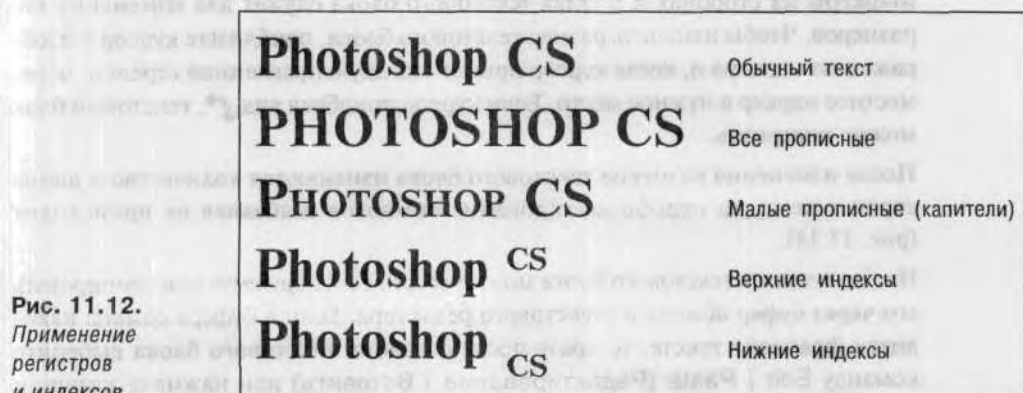 Photoshop CS Обычный текст
PHOTOSHOP CS Все прописные
PHOTOSHOP CS Малые прописные (капители)
Photoshop CS Верхние индексы
Photoshop CS Нижние индексы
Рис. 11.12.
Применение
регистров
и индексов